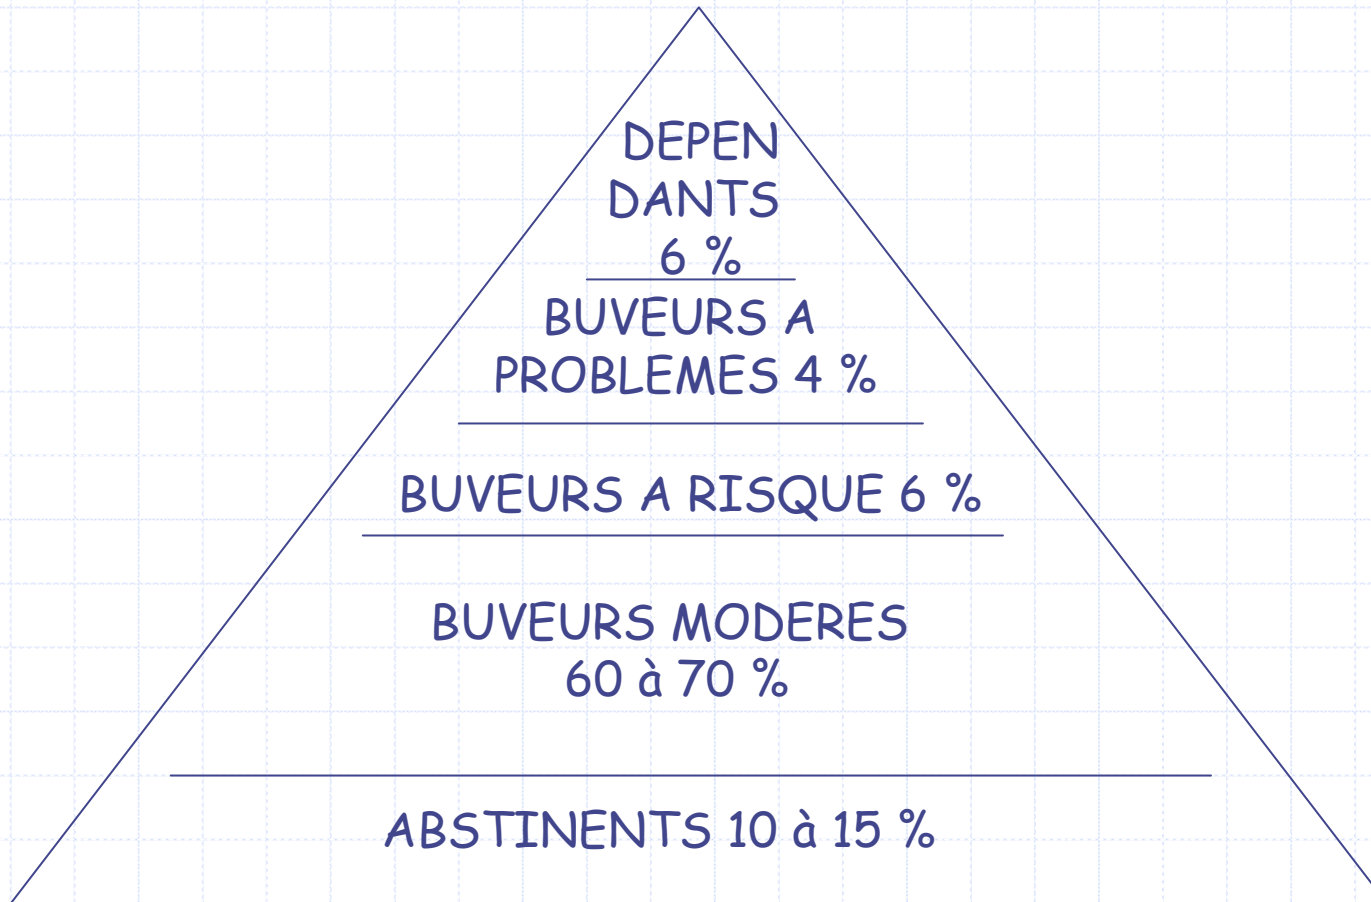 DEPEN
DANTS
6 %
BUVEURS A
PROBLEMES 4 %
BUVEURS A RISQUE 6 %
BUVEURS MODERES
60 à 70 %
ABSTINENTS 10 à 15 %